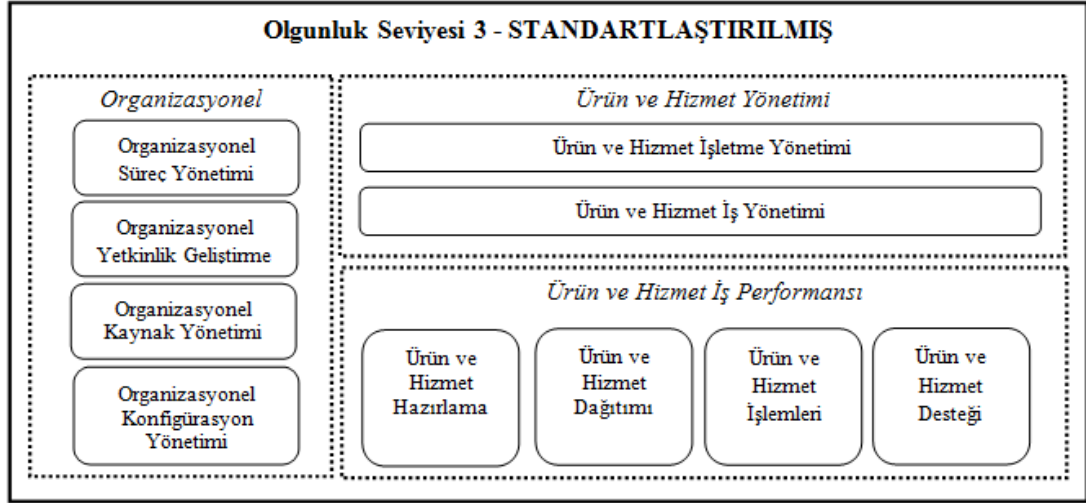 Olgunluk Seviyesi 3 - STANDARTLAŞTIRILMIŞ
Organizasyonel
Organizasyonel
Süreç Yönetimi
Organizasyonel
Yetkinlik Geliştirme
Organizasyonel
Kaynak Yönetimi
Organizasyonel
Konfigürasyon
Yönetimi
Ürün ve Hizmet Yönetimi
Ürün ve Hizmet İşletme Yönetimi
Ürün ve Hizmet İş Yönetimi
Ürün ve Hizmet İş Performansı
Ürün ve
Hizmet
Hazırlama
Ürün ve
Hizmet
Dağıtımı
Ürün ve
Hizmet
İşlemleri
Ürün ve
Hizmet
Desteği